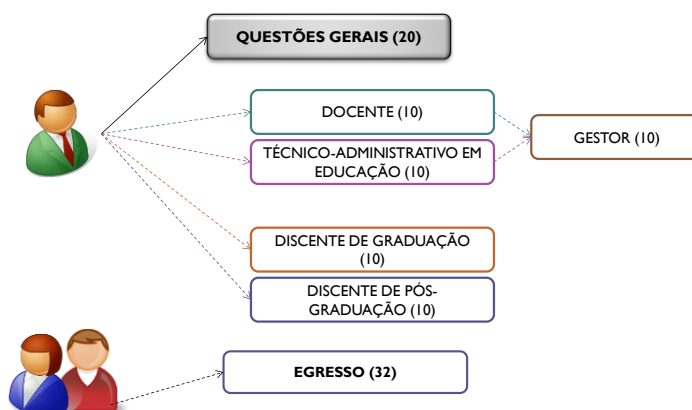 QUESTÕES GERAIS (20)
DOCENTE (10)
GESTOR (10)
TÉCNICO-ADMINISTRATIVO EM
EDUCAÇÃO (10)
DISCENTE DE GRADUAÇÃO
(10)
DISCENTE DE PÓS-
GRADUAÇÃO (10)
EGRESSO (32)